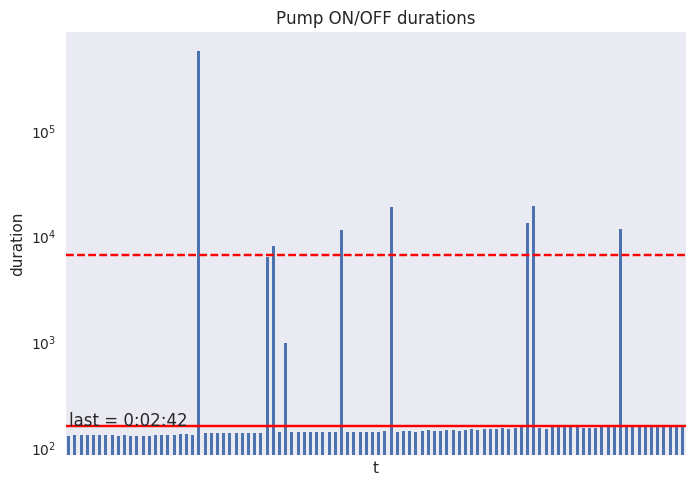 Pump ON/OFF durations
duration
10^5
10^4
10^3
10^2
last = 0:02:42
t